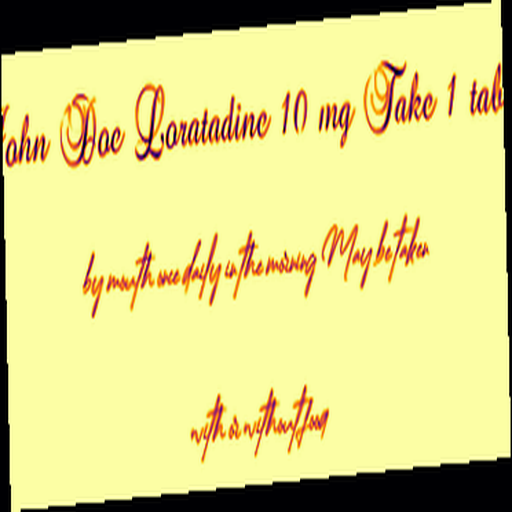 John Doe Loratadine 10 mg Take 1 tab
by mouth once daily in the morning May be taken
with or without food